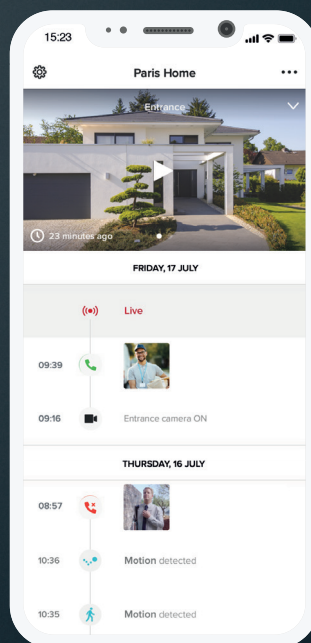 15:23
Paris Home
Entrance
23 minutes ago
FRIDAY, 17 JULY
Live
09:39
09:16 Entrance camera ON
THURSDAY, 16 JULY
08:57
10:36 Motion detected
10:35 Motion detected